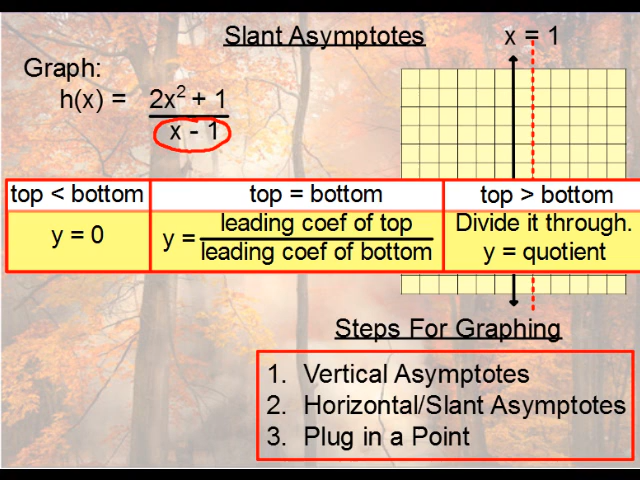 Slant Asymptotes
x = 1
Graph:
h(x) = 2x² + 1
x - 1
top < bottom
top = bottom
top > bottom
y = 0
y = leading coef of top
leading coef of bottom
Divide it through.
y = quotient
Steps For Graphing
1. Vertical Asymptotes
2. Horizontal/Slant Asymptotes
3. Plug in a Point